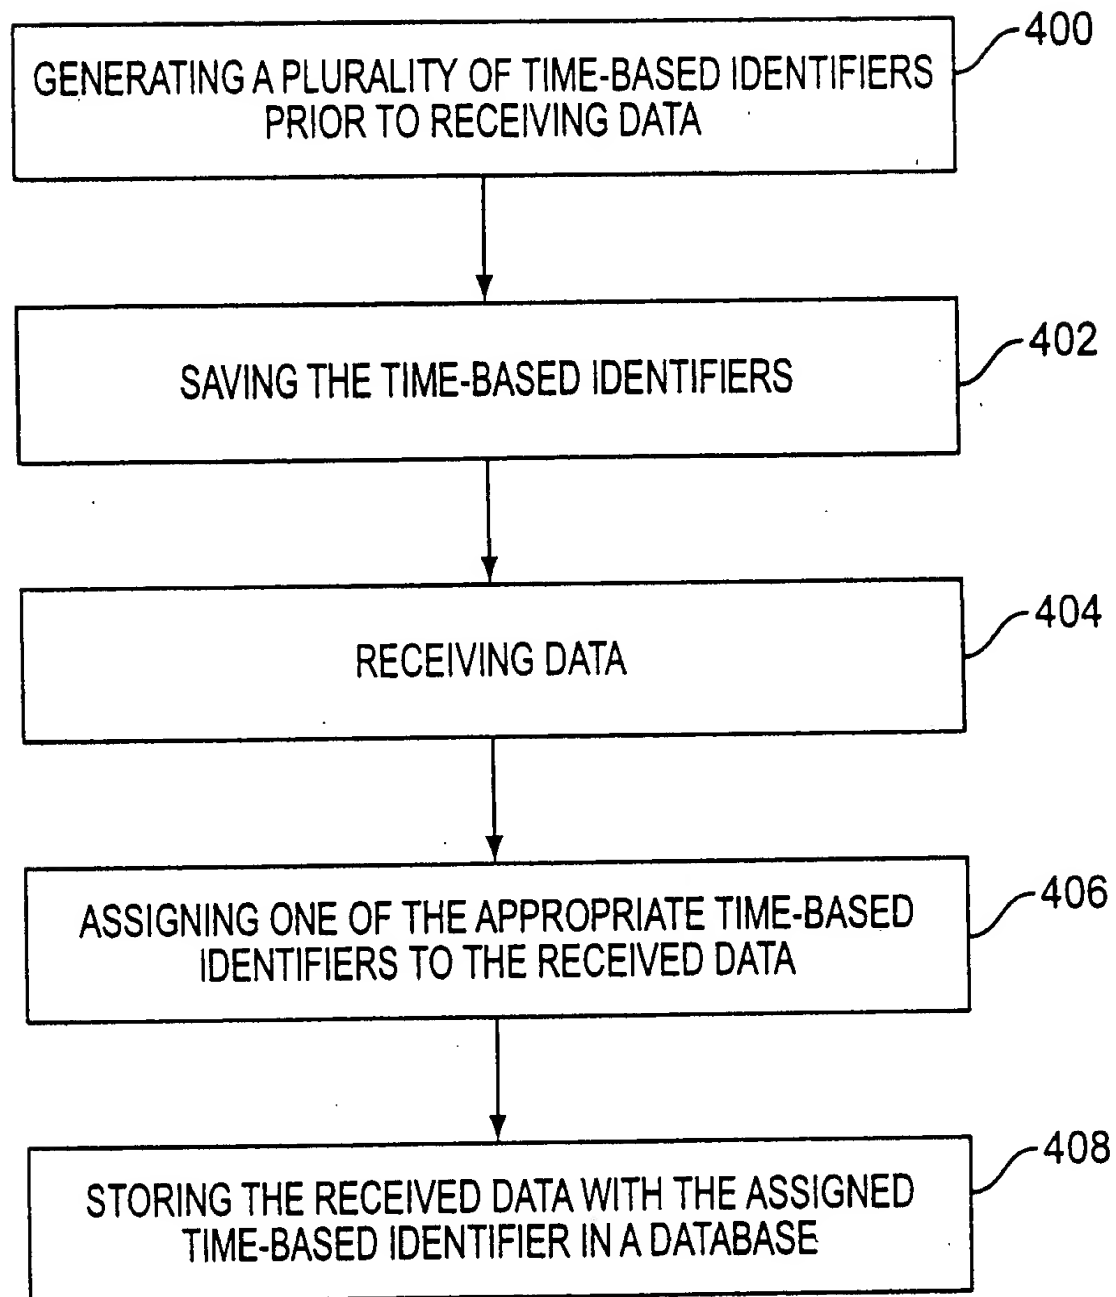 400
GENERATING A PLURALITY OF TIME-BASED IDENTIFIERS
PRIOR TO RECEIVING DATA
402
SAVING THE TIME-BASED IDENTIFIERS
404
RECEIVING DATA
406
ASSIGNING ONE OF THE APPROPRIATE TIME-BASED
IDENTIFIERS TO THE RECEIVED DATA
408
STORING THE RECEIVED DATA WITH THE ASSIGNED
TIME-BASED IDENTIFIER IN A DATABASE